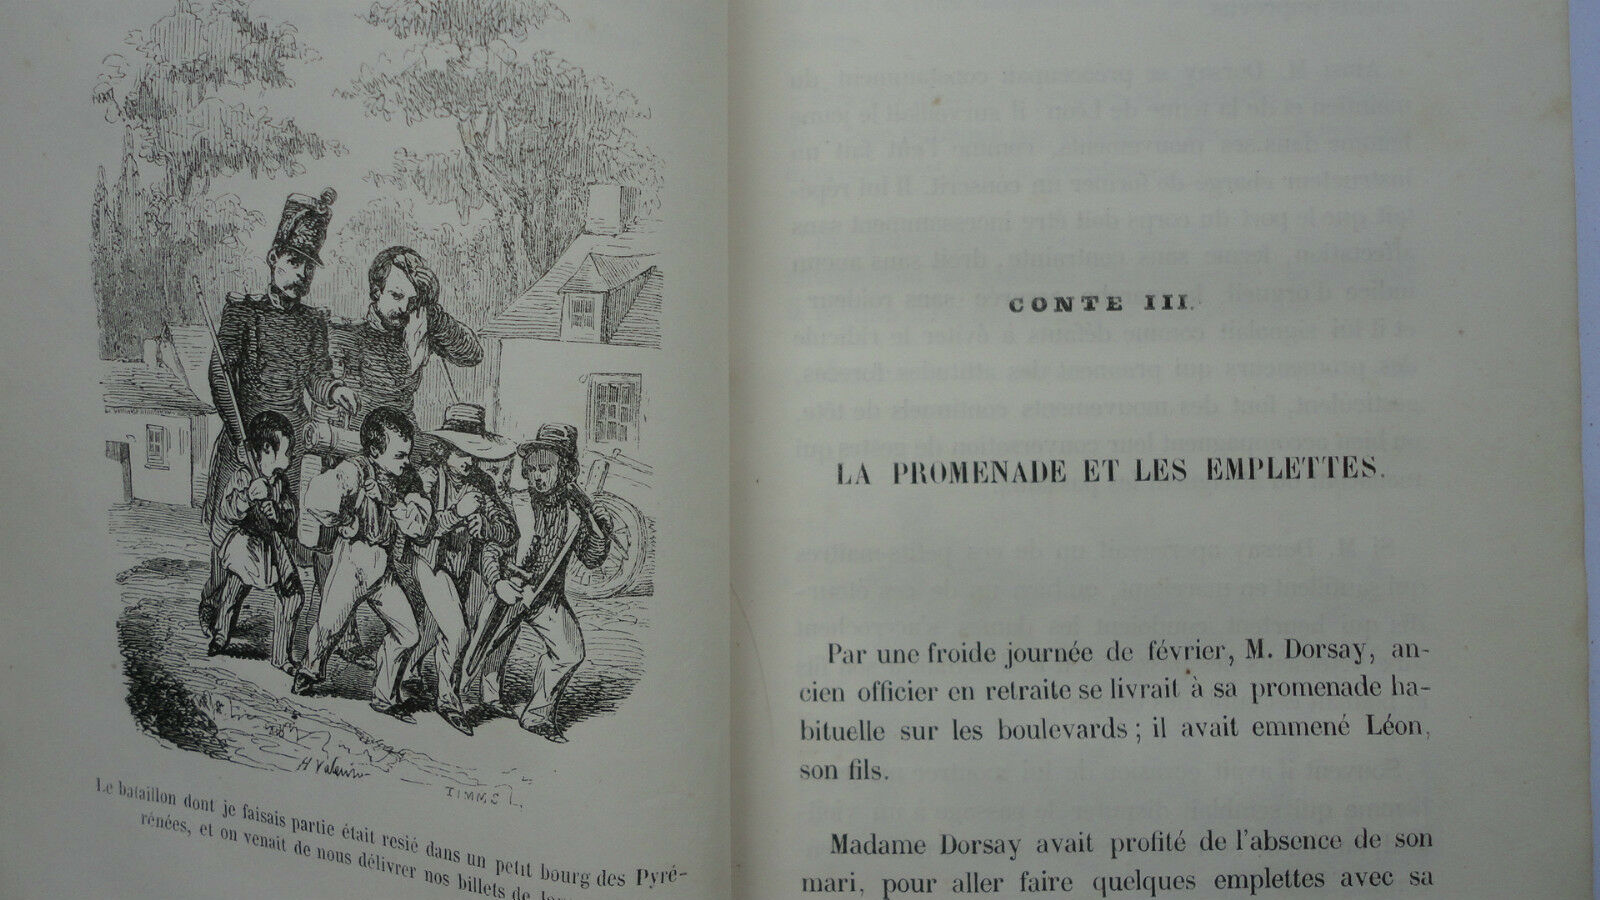 H Valentin
TIMMS L.
Le bataillon dont je faisais partie était resié dans un petit bourg des Pyré-
rénées, et on venait de nous délivrer nos billets de
CONTE III.
LA PROMENADE ET LES EMPLETTES.
Par une froide journée de février, M. Dorsay, an-
cien officier en retraite se livrait à sa promenade ha-
bituelle sur les boulevards ; il avait emmené Léon,
son fils.
Madame Dorsay avait profité de l'absence de son
mari, pour aller faire quelques emplettes avec sa